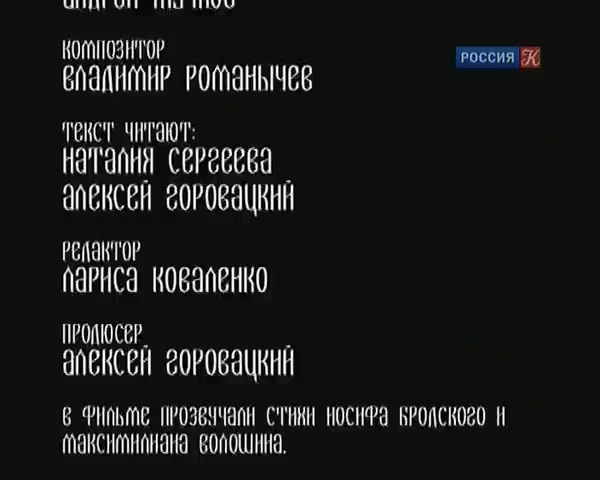 композитор
владимир романычев
РОССИЯ К
текст читают:
наталия сергеева
алексей горовацкий
редактор
лариса коваленко
продюсер
алексей горовацкий
в фильме прозвучали стихи иосифа бродского и
максимилиана волошина.